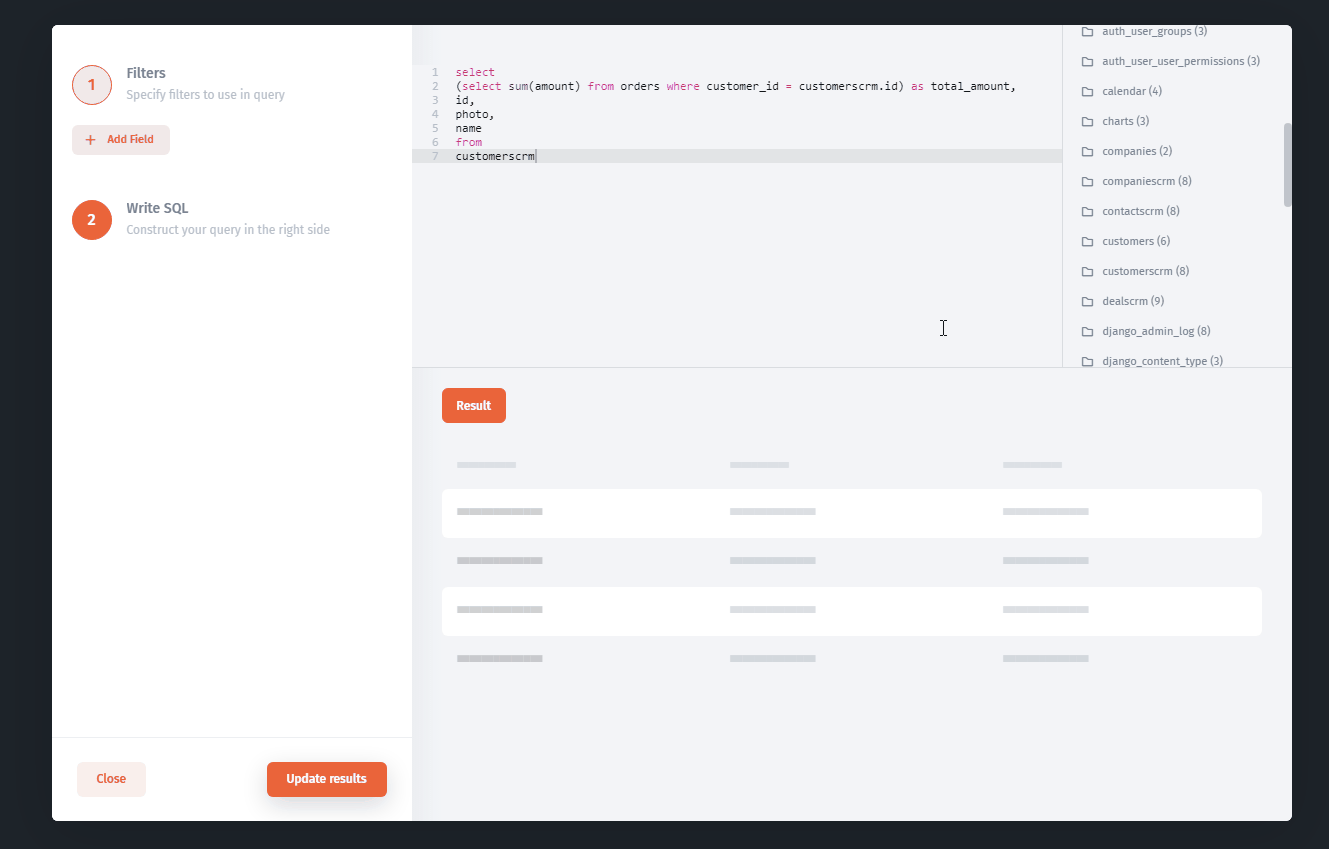 1
Filters
Specify filters to use in query
+ Add Field
2
Write SQL
Construct your query in the right side
Close
Update results
1 select
2 (select sum(amount) from orders where customer_id = customerscrm.id) as total_amount,
3 id,
4 photo,
5 name
6 from
7 customerscrm
auth_user_groups (3)
auth_user_user_permissions (3)
calendar (4)
charts (3)
companies (2)
companiescrm (8)
contactscrm (8)
customers (6)
customerscrm (8)
dealscrm (9)
django_admin_log (8)
django_content_type (3)
Result